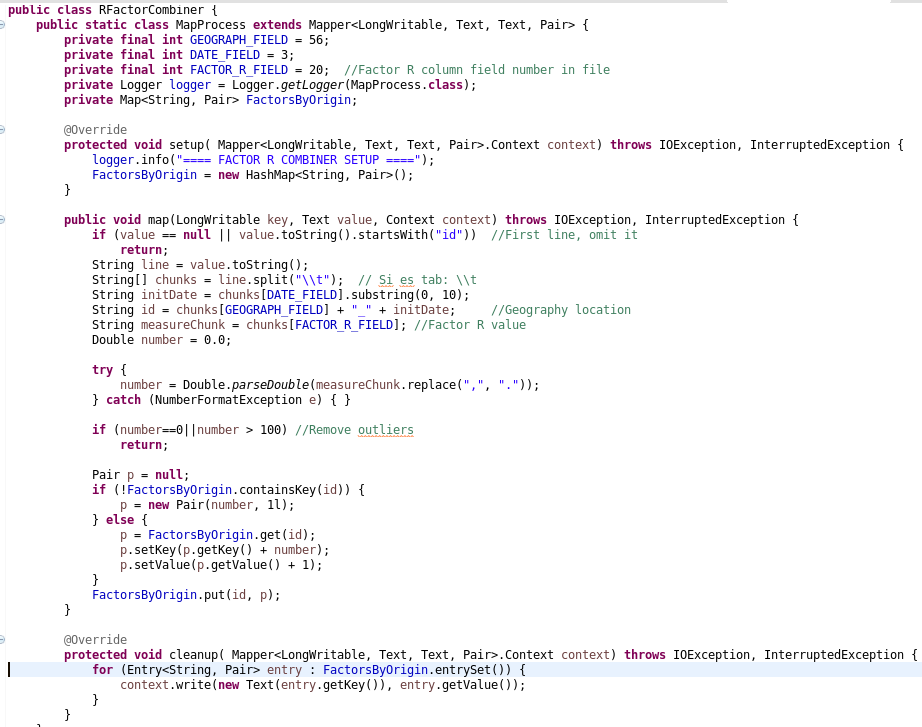 public class RFactorCombiner {
    public static class MapProcess extends Mapper<LongWritable, Text, Text, Pair> {
        private final int GEOGRAPH_FIELD = 56;
        private final int DATE_FIELD = 3;
        private final int FACTOR_R_FIELD = 20;  //Factor R column field number in file
        private Logger logger = Logger.getLogger(MapProcess.class);
        private Map<String, Pair> FactorsByOrigin;

        @Override
        protected void setup( Mapper<LongWritable, Text, Text, Pair>.Context context) throws IOException, InterruptedException {
            logger.info("==== FACTOR R COMBINER SETUP ====");
            FactorsByOrigin = new HashMap<String, Pair>();
        }

        public void map(LongWritable key, Text value, Context context) throws IOException, InterruptedException {
            if (value == null || value.toString().startsWith("id"))  //First line, omit it
                return;
            String line = value.toString();
            String[] chunks = line.split("\\t");  // Si es tab: \\t
            String initDate = chunks[DATE_FIELD].substring(0, 10);
            String id = chunks[GEOGRAPH_FIELD] + "_" + initDate;     //Geography location
            String measureChunk = chunks[FACTOR_R_FIELD]; //Factor R value
            Double number = 0.0;

            try {
                number = Double.parseDouble(measureChunk.replace(",", "."));
            } catch (NumberFormatException e) { }

            if (number==0||number > 100) //Remove outliers
                return;

            Pair p = null;
            if (!FactorsByOrigin.containsKey(id)) {
                p = new Pair(number, 1l);
            } else {
                p = FactorsByOrigin.get(id);
                p.setKey(p.getKey() + number);
                p.setValue(p.getValue() + 1);
            }
            FactorsByOrigin.put(id, p);
        }

        @Override
        protected void cleanup( Mapper<LongWritable, Text, Text, Pair>.Context context) throws IOException, InterruptedException {
            for (Entry<String, Pair> entry : FactorsByOrigin.entrySet()) {
                context.write(new Text(entry.getKey()), entry.getValue());
            }
        }